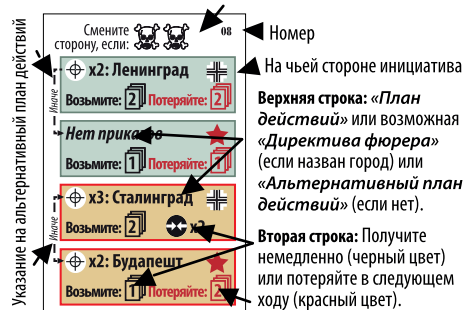 Указание на альтернативный план действий
Смените
сторону, если:
08
Иначе
x2: Ленинград
Возьмите: 2 Потеряйте: 2
Нет приказов
Возьмите: 1 Потеряйте: 1
Иначе
x3: Сталинград
Возьмите: 2 x2
x2: Будапешт
Возьмите: 1 Потеряйте: 2
Номер
На чьей стороне инициатива
Верхняя строка: «План
действий» или возможная
«Директива фюрера»
(если назван город) или
«Альтернативный план
действий» (если нет).
Вторая строка: Получите
немедленно (черный цвет)
или потеряйте в следующем
ходу (красный цвет).